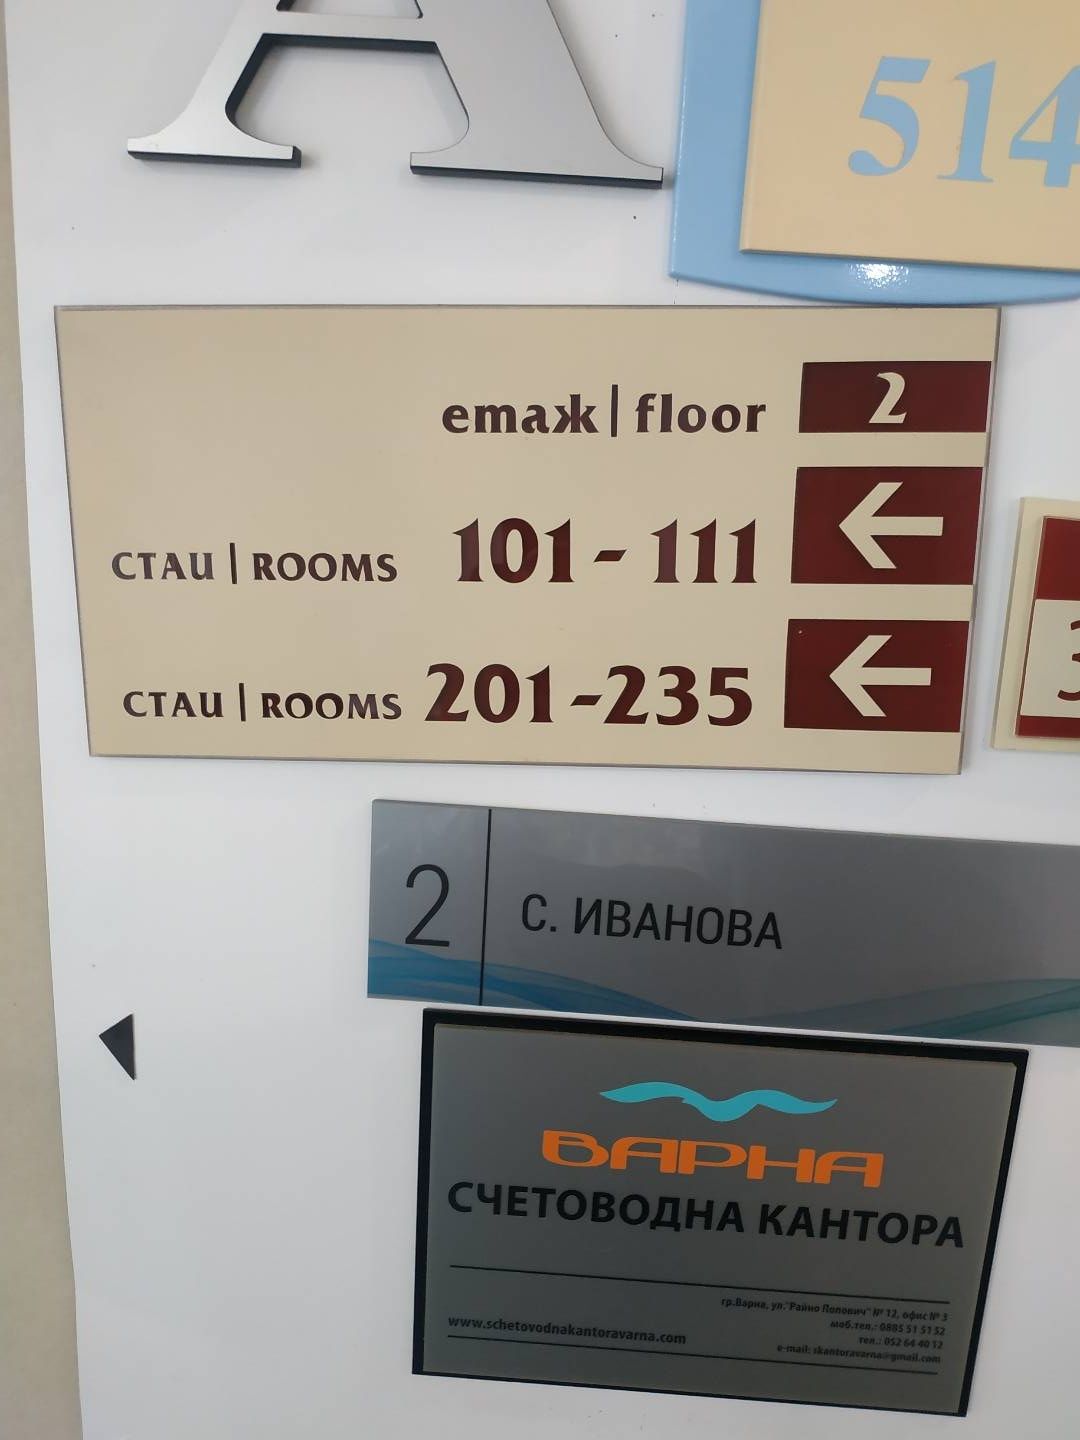 A
514
етаж | floor 2
СТАИ | ROOMS 101 - 111
СТАИ | ROOMS 201 - 235
3
2 С. ИВАНОВА
ВАРНА
СЧЕТОВОДНА КАНТОРА
гр.Варна, ул."Райно Попович" № 12, офис № 3
моб.тел.: 0885 51 51 52
тел.: 052 64 40 12
www.schetovodnakantoravarna.com
e-mail: skantoravarna@gmail.com